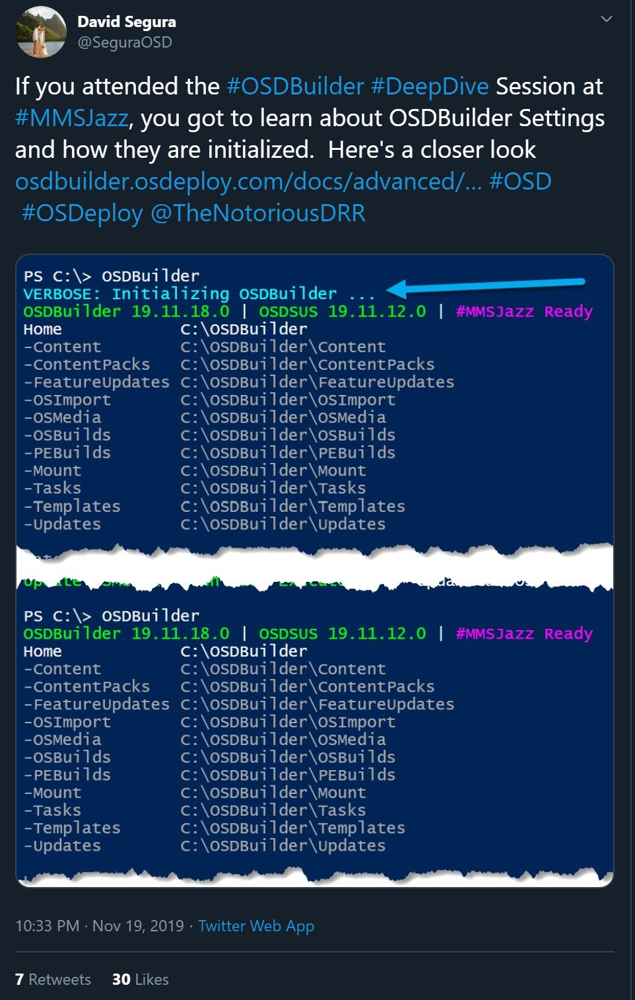 David Segura
@SeguraOSD
If you attended the #OSDBuilder #DeepDive Session at
#MMSJazz, you got to learn about OSDBuilder Settings
and how they are initialized.  Here's a closer look
osdbuilder.osdeploy.com/docs/advanced/... #OSD
#OSDeploy @TheNotoriousDRR
PS C:\> OSDBuilder
VERBOSE: Initializing OSDBuilder ...
OSDBuilder 19.11.18.0 | OSDSUS 19.11.12.0 | #MMSJazz Ready
Home            C:\OSDBuilder
-Content        C:\OSDBuilder\Content
-ContentPacks   C:\OSDBuilder\ContentPacks
-FeatureUpdates C:\OSDBuilder\FeatureUpdates
-OSImport       C:\OSDBuilder\OSImport
-OSMedia        C:\OSDBuilder\OSMedia
-OSBuilds       C:\OSDBuilder\OSBuilds
-PEBuilds       C:\OSDBuilder\PEBuilds
-Mount          C:\OSDBuilder\Mount
-Tasks          C:\OSDBuilder\Tasks
-Templates      C:\OSDBuilder\Templates
-Updates        C:\OSDBuilder\Updates
PS C:\> OSDBuilder
OSDBuilder 19.11.18.0 | OSDSUS 19.11.12.0 | #MMSJazz Ready
Home            C:\OSDBuilder
-Content        C:\OSDBuilder\Content
-ContentPacks   C:\OSDBuilder\ContentPacks
-FeatureUpdates C:\OSDBuilder\FeatureUpdates
-OSImport       C:\OSDBuilder\OSImport
-OSMedia        C:\OSDBuilder\OSMedia
-OSBuilds       C:\OSDBuilder\OSBuilds
-PEBuilds       C:\OSDBuilder\PEBuilds
-Mount          C:\OSDBuilder\Mount
-Tasks          C:\OSDBuilder\Tasks
-Templates      C:\OSDBuilder\Templates
-Updates        C:\OSDBuilder\Updates
10:33 PM · Nov 19, 2019 · Twitter Web App
7 Retweets 30 Likes